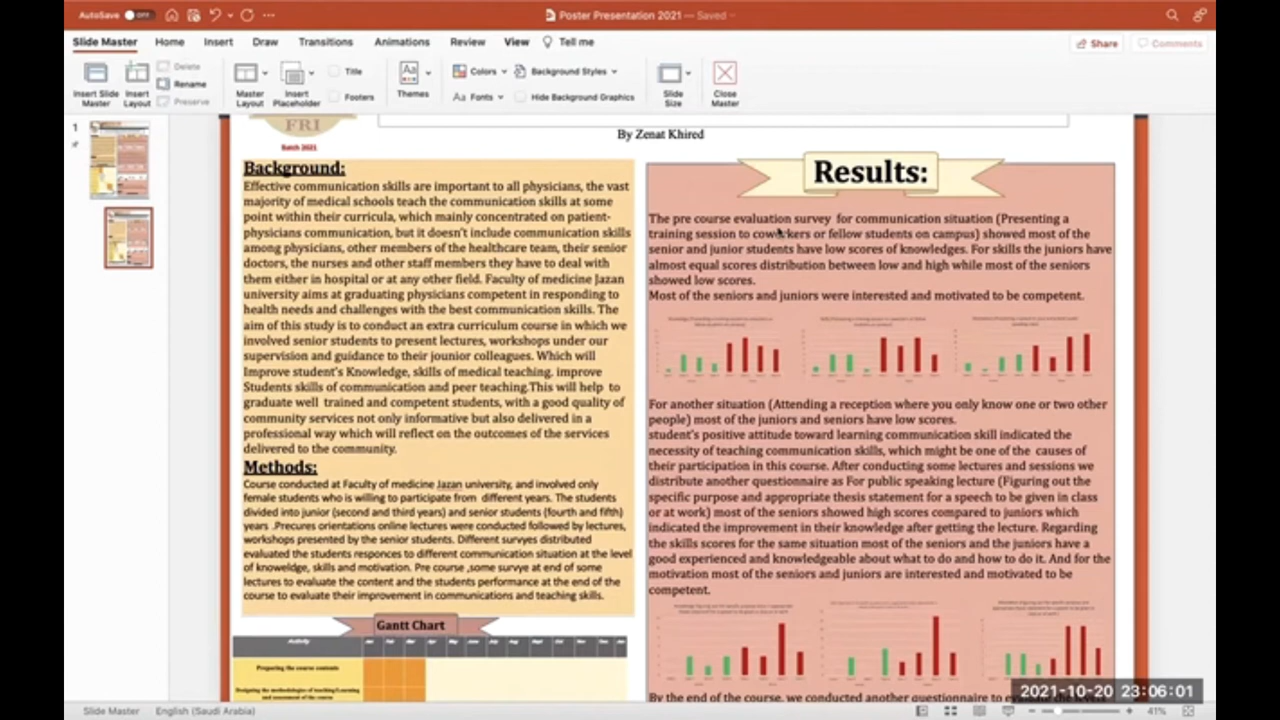 AutoSave OFF
Poster Presentation 2021 — Saved
Slide Master Home Insert Draw Transitions Animations Review View Tell me
Share Comments
Insert Slide Master
Insert Layout
Delete
Rename
Preserve
Master Layout
Insert Placeholder
Title
Footers
Themes
Colors
Fonts
Background Styles
Hide Background Graphics
Slide Size
Close Master
1
FRI
Batch 2021
By Zenat Khired
Background:
Effective communication skills are important to all physicians, the vast
majority of medical schools teach the communication skills at some
point within their curricula, which mainly concentrated on patient-
physicians communication, but it doesn't include communication skills
among physicians, other members of the healthcare team, their senior
doctors, the nurses and other staff members they have to deal with
them either in hospital or at any other field. Faculty of medicine Jazan
university aims at graduating physicians competent in responding to
health needs and challenges with the best communication skills. The
aim of this study is to conduct an extra curriculum course in which we
involved senior students to present lectures, workshops under our
supervision and guidance to their jounior colleagues. Which will
Improve student's Knowledge, skills of medical teaching. improve
Students skills of communication and peer teaching.This will help to
graduate well trained and competent students, with a good quality of
community services not only informative but also delivered in a
professional way which will reflect on the outcomes of the services
delivered to the community.
Methods:
Course conducted at Faculty of medicine Jazan university, and involved only
female students who is willing to participate from different years. The students
divided into junior (second and third years) and senior students (fourth and fifth)
years .Precures orientations online lectures were conducted followed by lectures,
workshops presented by the senior students. Different survyes distributed
evaluated the students responces to different communication situation at the level
of knoweldge, skills and motivation. Pre course ,some survye at end of some
lectures to evaluate the content and the students performance at the end of the
course to evaluate their improvement in communications and teaching skills.
Gantt Chart
Activity Jan Feb Mar Apr May Jun July Aug Sept Oct Nov Dec Jan
Preparing the course contents
Designing the methodologies of teaching/Learning
and assessment of the course
Results:
The pre course evaluation survey for communication situation (Presenting a
training session to coworkers or fellow students on campus) showed most of the
senior and junior students have low scores of knowledges. For skills the juniors have
almost equal scores distribution between low and high while most of the seniors
showed low scores.
Most of the seniors and juniors were interested and motivated to be competent.
For another situation (Attending a reception where you only know one or two other
people) most of the juniors and seniors have low scores.
student's positive attitude toward learning communication skill indicated the
necessity of teaching communication skills, which might be one of the causes of
their participation in this course. After conducting some lectures and sessions we
distribute another questionnaire as For public speaking lecture (Figuring out the
specific purpose and appropriate thesis statement for a speech to be given in class
or at work) most of the seniors showed high scores compared to juniors which
indicated the improvement in their knowledge after getting the lecture. Regarding
the skills scores for the same situation most of the seniors and the juniors have a
good experienced and knowledgeable about what to do and how to do it. And for the
motivation most of the seniors and juniors are interested and motivated to be
competent.
By the end of the course, we conducted another questionnaire to
2021-10-20 23:06:01
Slide Master English (Saudi Arabia)
41%